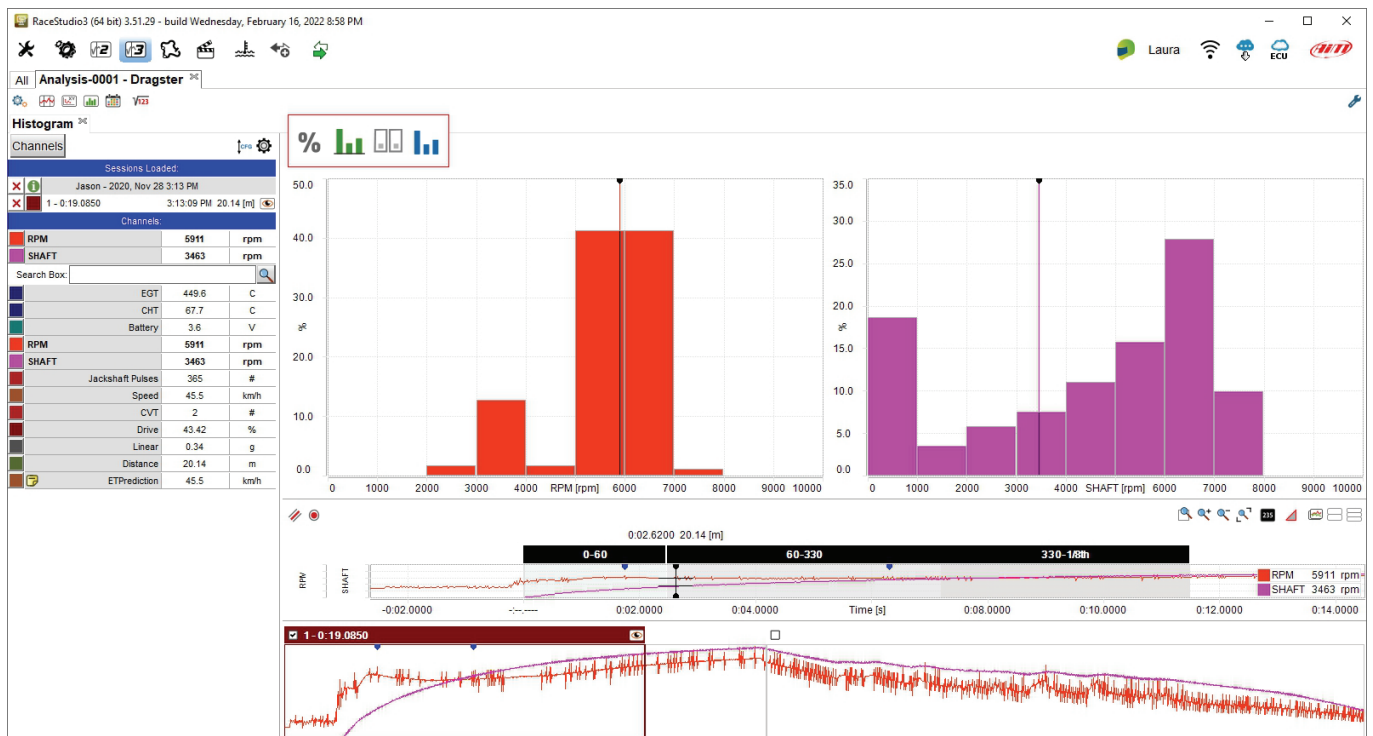 RaceStudio3 (64 bit) 3.51.29 - build Wednesday, February 16, 2022 8:58 PM
Laura
ECU
AiM
All Analysis-0001 - Dragster
√123
Histogram
Channels
CFG
%
Sessions Loaded:
Jason - 2020, Nov 28 3:13 PM
1 - 0:19.0850 3:13:09 PM 20.14 [m]
Channels:
RPM 5911 rpm
SHAFT 3463 rpm
Search Box:
EGT 449.6 C
CHT 67.7 C
Battery 3.6 V
RPM 5911 rpm
SHAFT 3463 rpm
Jackshaft Pulses 365 #
Speed 45.5 km/h
CVT 2 #
Drive 43.42 %
Linear 0.34 g
Distance 20.14 m
ETPrediction 45.5 km/h
50.0
40.0
30.0
%
20.0
10.0
0.0
0 1000 2000 3000 4000 RPM [rpm] 6000 7000 8000 9000 10000
35.0
30.0
25.0
20.0
%
15.0
10.0
5.0
0.0
0 1000 2000 3000 4000 SHAFT [rpm] 6000 7000 8000 9000 10000
235
0:02.6200 20.14 [m]
0-60 60-330 330-1/8th
RPM
SHAFT
RPM 5911 rpm
SHAFT 3463 rpm
-0:02.0000 -:--.---- 0:02.0000 0:04.0000 Time [s] 0:08.0000 0:10.0000 0:12.0000 0:14.0000
1 - 0:19.0850